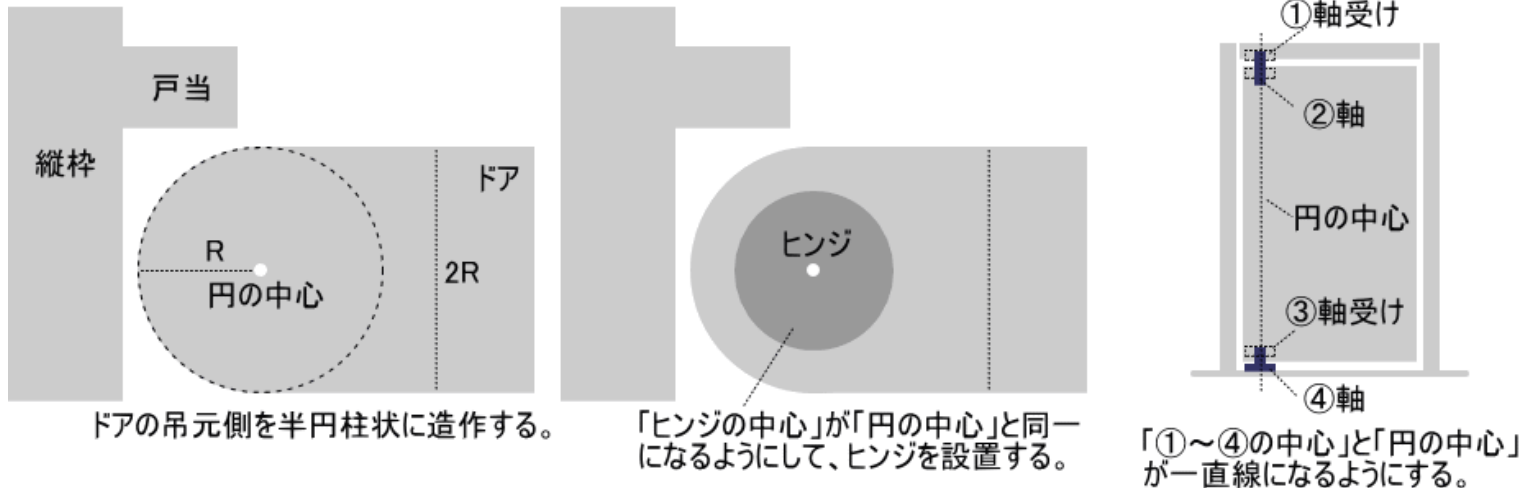 戸当
縦枠
ドア
R
円の中心
2R
ドアの吊元側を半円柱状に造作する。
ヒンジ
「ヒンジの中心」が「円の中心」と同一
になるようにして、ヒンジを設置する。
①軸受け
②軸
円の中心
③軸受け
④軸
「①～④の中心」と「円の中心」
が一直線になるようにする。